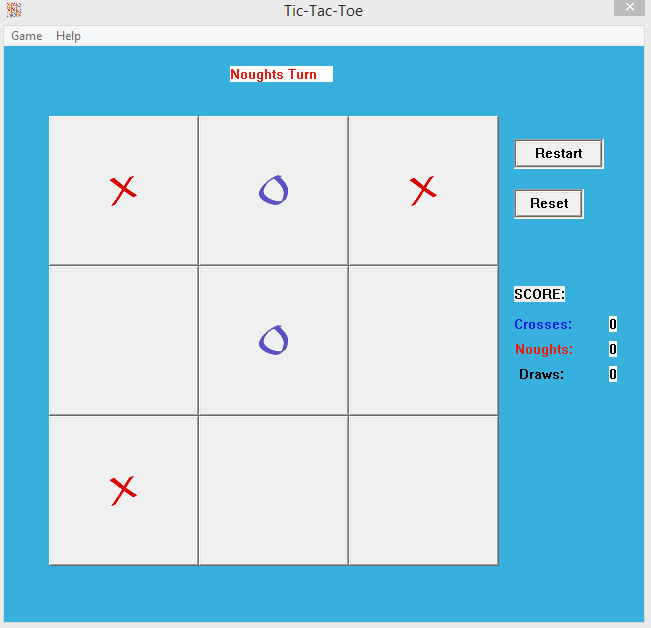 Tic-Tac-Toe
Game Help
Noughts Turn
X O X
Restart
Reset
O
SCORE:
Crosses: 0
Noughts: 0
Draws: 0
X